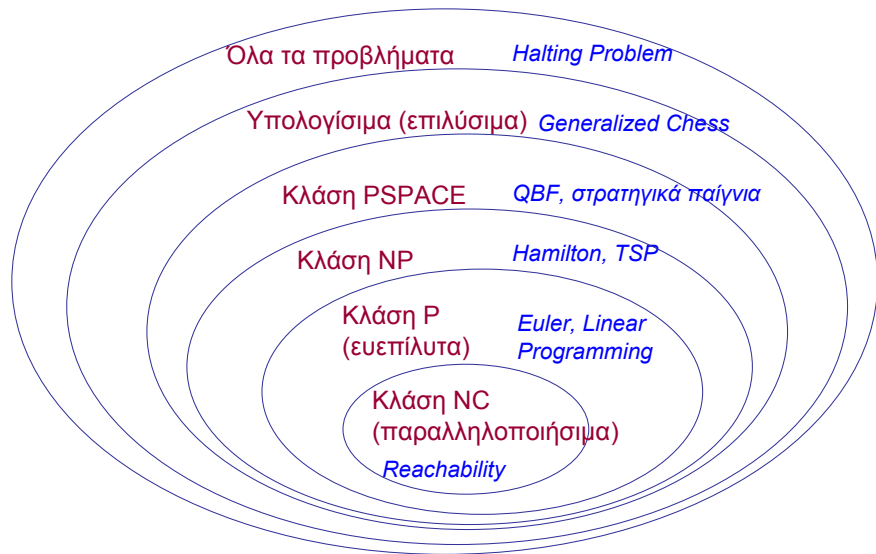 Όλα τα προβλήματα Halting Problem
Υπολογίσιμα (επιλύσιμα) Generalized Chess
Κλάση PSPACE QBF, στρατηγικά παίγνια
Κλάση NP Hamilton, TSP
Κλάση P
(ευεπίλυτα)
Euler, Linear
Programming
Κλάση NC
(παραλληλοποιήσιμα)
Reachability